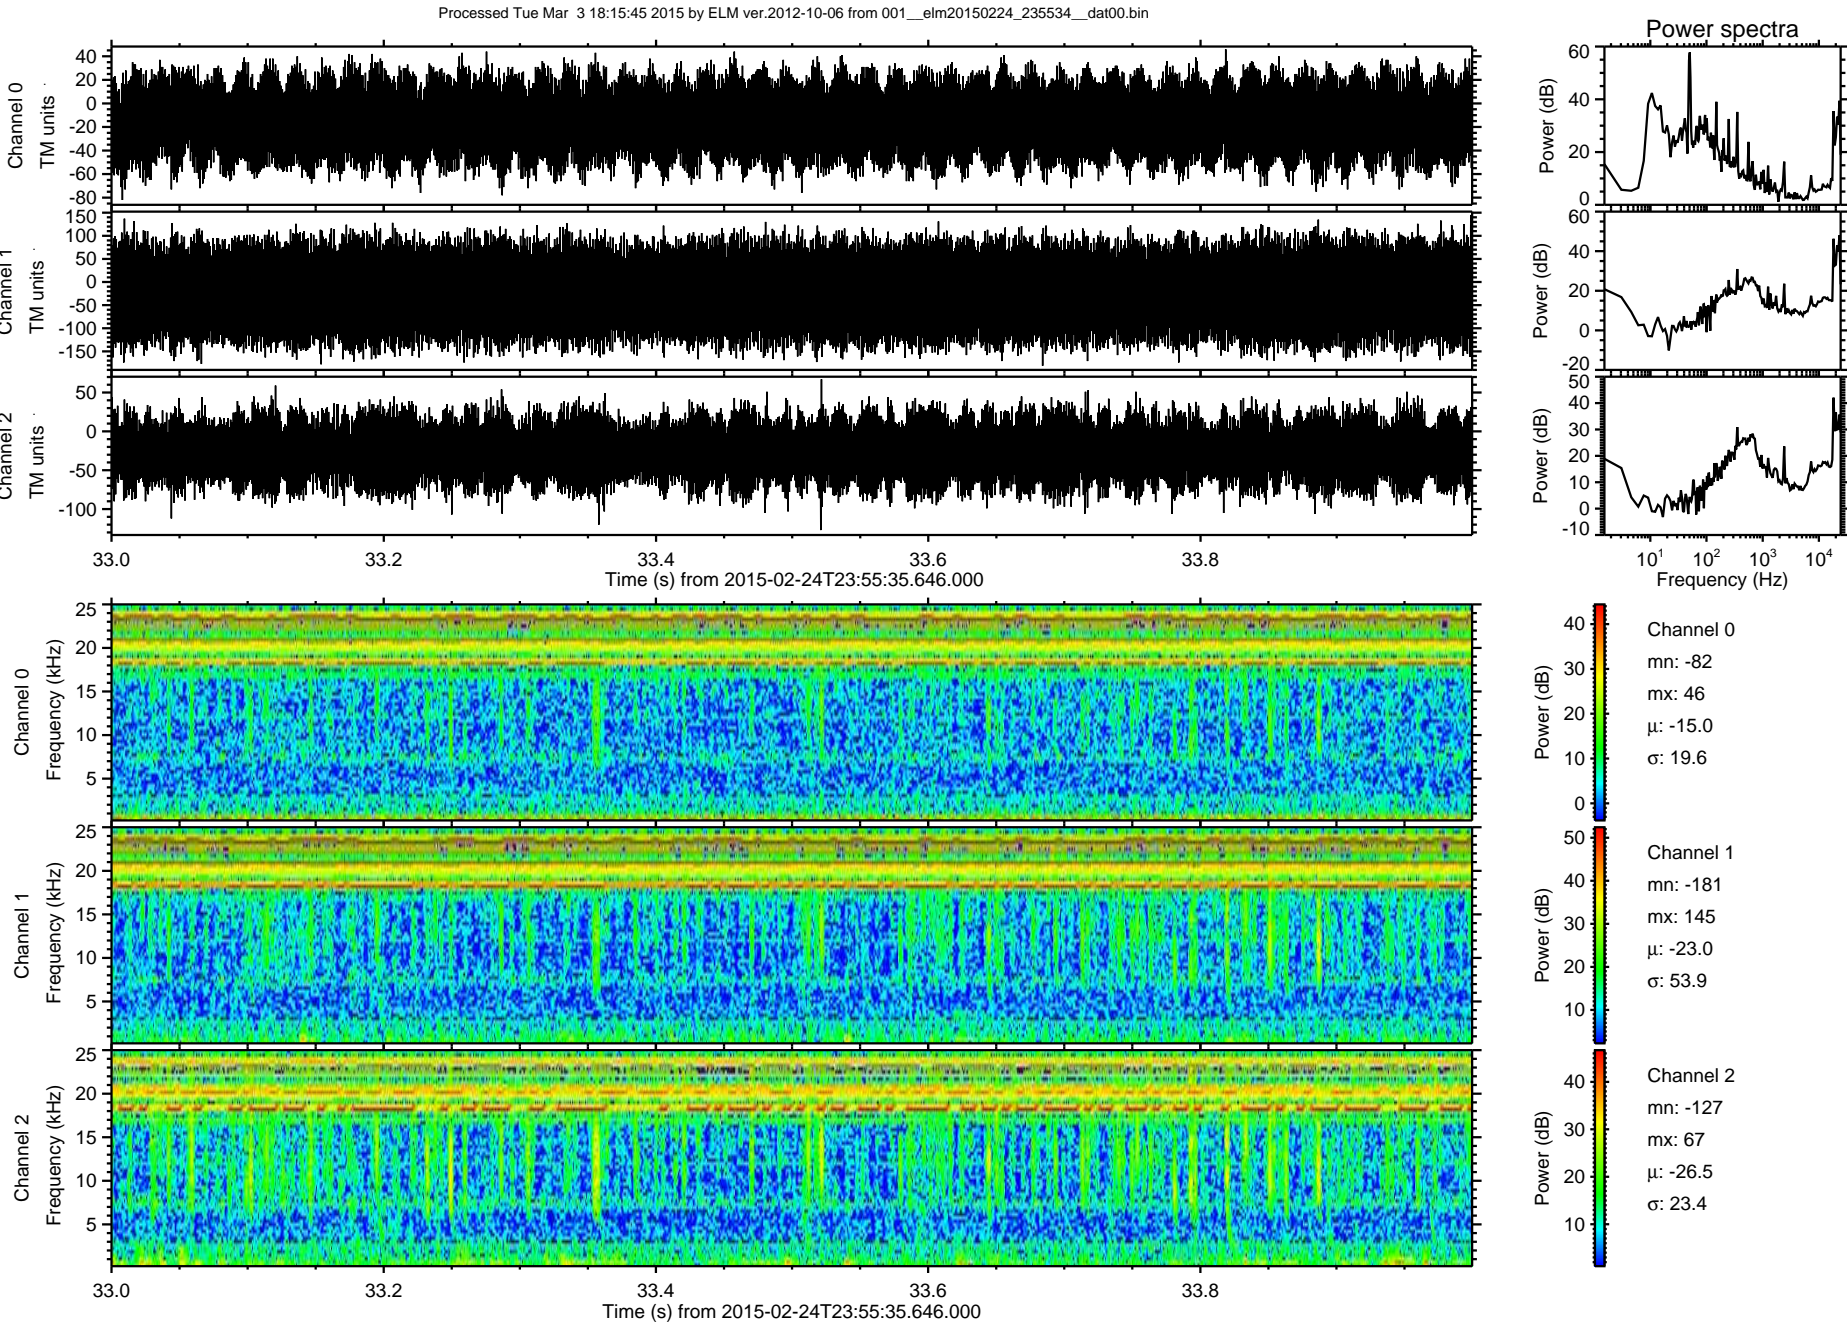 Processed Tue Mar  3 18:15:45 2015 by ELM ver.2012-10-06 from 001__elm20150224_235534__dat00.bin
Power spectra
Channel 0
TM units
40
20
0
-20
-40
-60
-80
Power (dB)
60
40
20
0
Channel 1
TM units
150
100
50
0
-50
-100
-150
Power (dB)
60
40
20
0
-20
Channel 2
TM units
50
0
-50
-100
Power (dB)
50
40
30
20
10
0
-10
33.0 33.2 33.4 33.6 33.8
Time (s) from 2015-02-24T23:55:35.646.000
10^1 10^2 10^3 10^4
Frequency (Hz)
Channel 0
Frequency (kHz)
25
20
15
10
5
Power (dB)
40
30
20
10
0
Channel 0
mn: -82
mx: 46
μ: -15.0
σ: 19.6
Channel 1
Frequency (kHz)
25
20
15
10
5
Power (dB)
50
40
30
20
10
Channel 1
mn: -181
mx: 145
μ: -23.0
σ: 53.9
Channel 2
Frequency (kHz)
25
20
15
10
5
Power (dB)
40
30
20
10
Channel 2
mn: -127
mx: 67
μ: -26.5
σ: 23.4
33.0 33.2 33.4 33.6 33.8
Time (s) from 2015-02-24T23:55:35.646.000